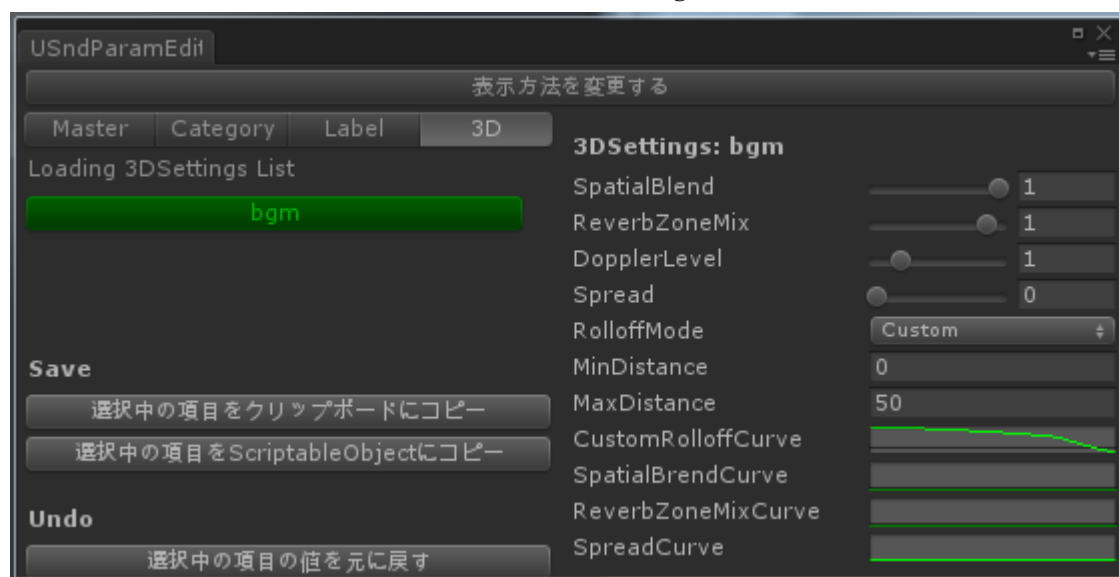 USndParamEdit
表示方法を変更する
Master Category Label 3D
Loading 3DSettings List
bgm
Save
選択中の項目をクリップボードにコピー
選択中の項目をScriptableObjectにコピー
Undo
選択中の項目の値を元に戻す
3DSettings: bgm
SpatialBlend 1
ReverbZoneMix 1
DopplerLevel 1
Spread 0
RolloffMode Custom
MinDistance 0
MaxDistance 50
CustomRolloffCurve
SpatialBrendCurve
ReverbZoneMixCurve
SpreadCurve